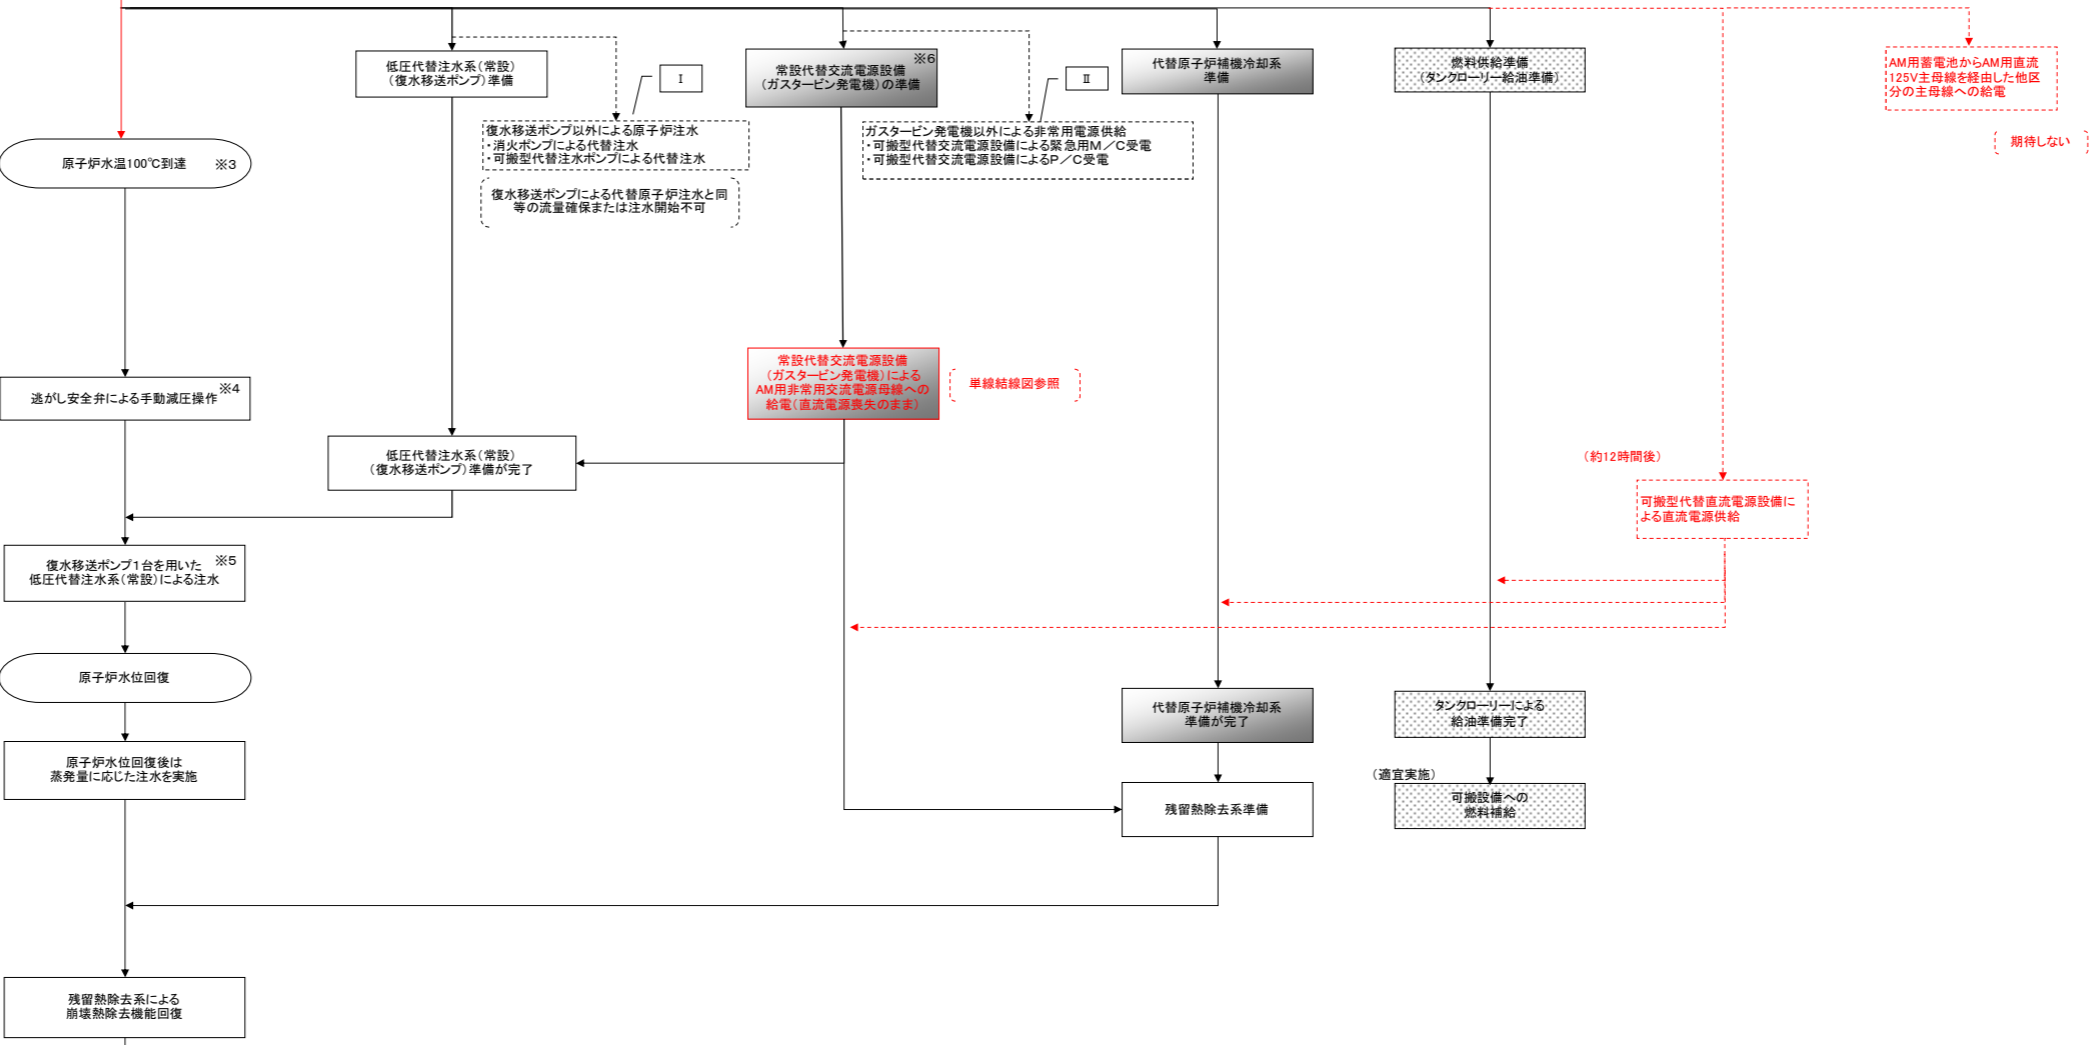 低圧代替注水系(常設)
(復水移送ポンプ)準備
I
復水移送ポンプ以外による原子炉注水
・消火ポンプによる代替注水
・可搬型代替注水ポンプによる代替注水
復水移送ポンプによる代替原子炉注水と同
等の流量確保または注水開始不可
※6
常設代替交流電源設備
(ガスタービン発電機)の準備
Ⅱ
ガスタービン発電機以外による非常用電源供給
・可搬型代替交流電源設備による緊急用M/C受電
・可搬型代替交流電源設備によるP/C受電
代替原子炉補機冷却系
準備
燃料供給準備
(タンクローリー給油準備)
AM用蓄電池からAM用直流
125V主母線を経由した他区
分の主母線への給電
期待しない
原子炉水温100℃到達 ※3
常設代替交流電源設備
(ガスタービン発電機)による
AM用非常用交流電源母線への
給電(直流電源喪失のまま)
単線結線図参照
逃がし安全弁による手動減圧操作 ※4
低圧代替注水系(常設)
(復水移送ポンプ)準備が完了
(約12時間後)
可搬型代替直流電源設備に
よる直流電源供給
復水移送ポンプ1台を用いた ※5
低圧代替注水系(常設)による注水
原子炉水位回復
代替原子炉補機冷却系
準備が完了
タンクローリーによる
給油準備完了
原子炉水位回復後は
蒸発量に応じた注水を実施
(適宜実施)
残留熱除去系準備
可搬設備への
燃料補給
残留熱除去系による
崩壊熱除去機能回復